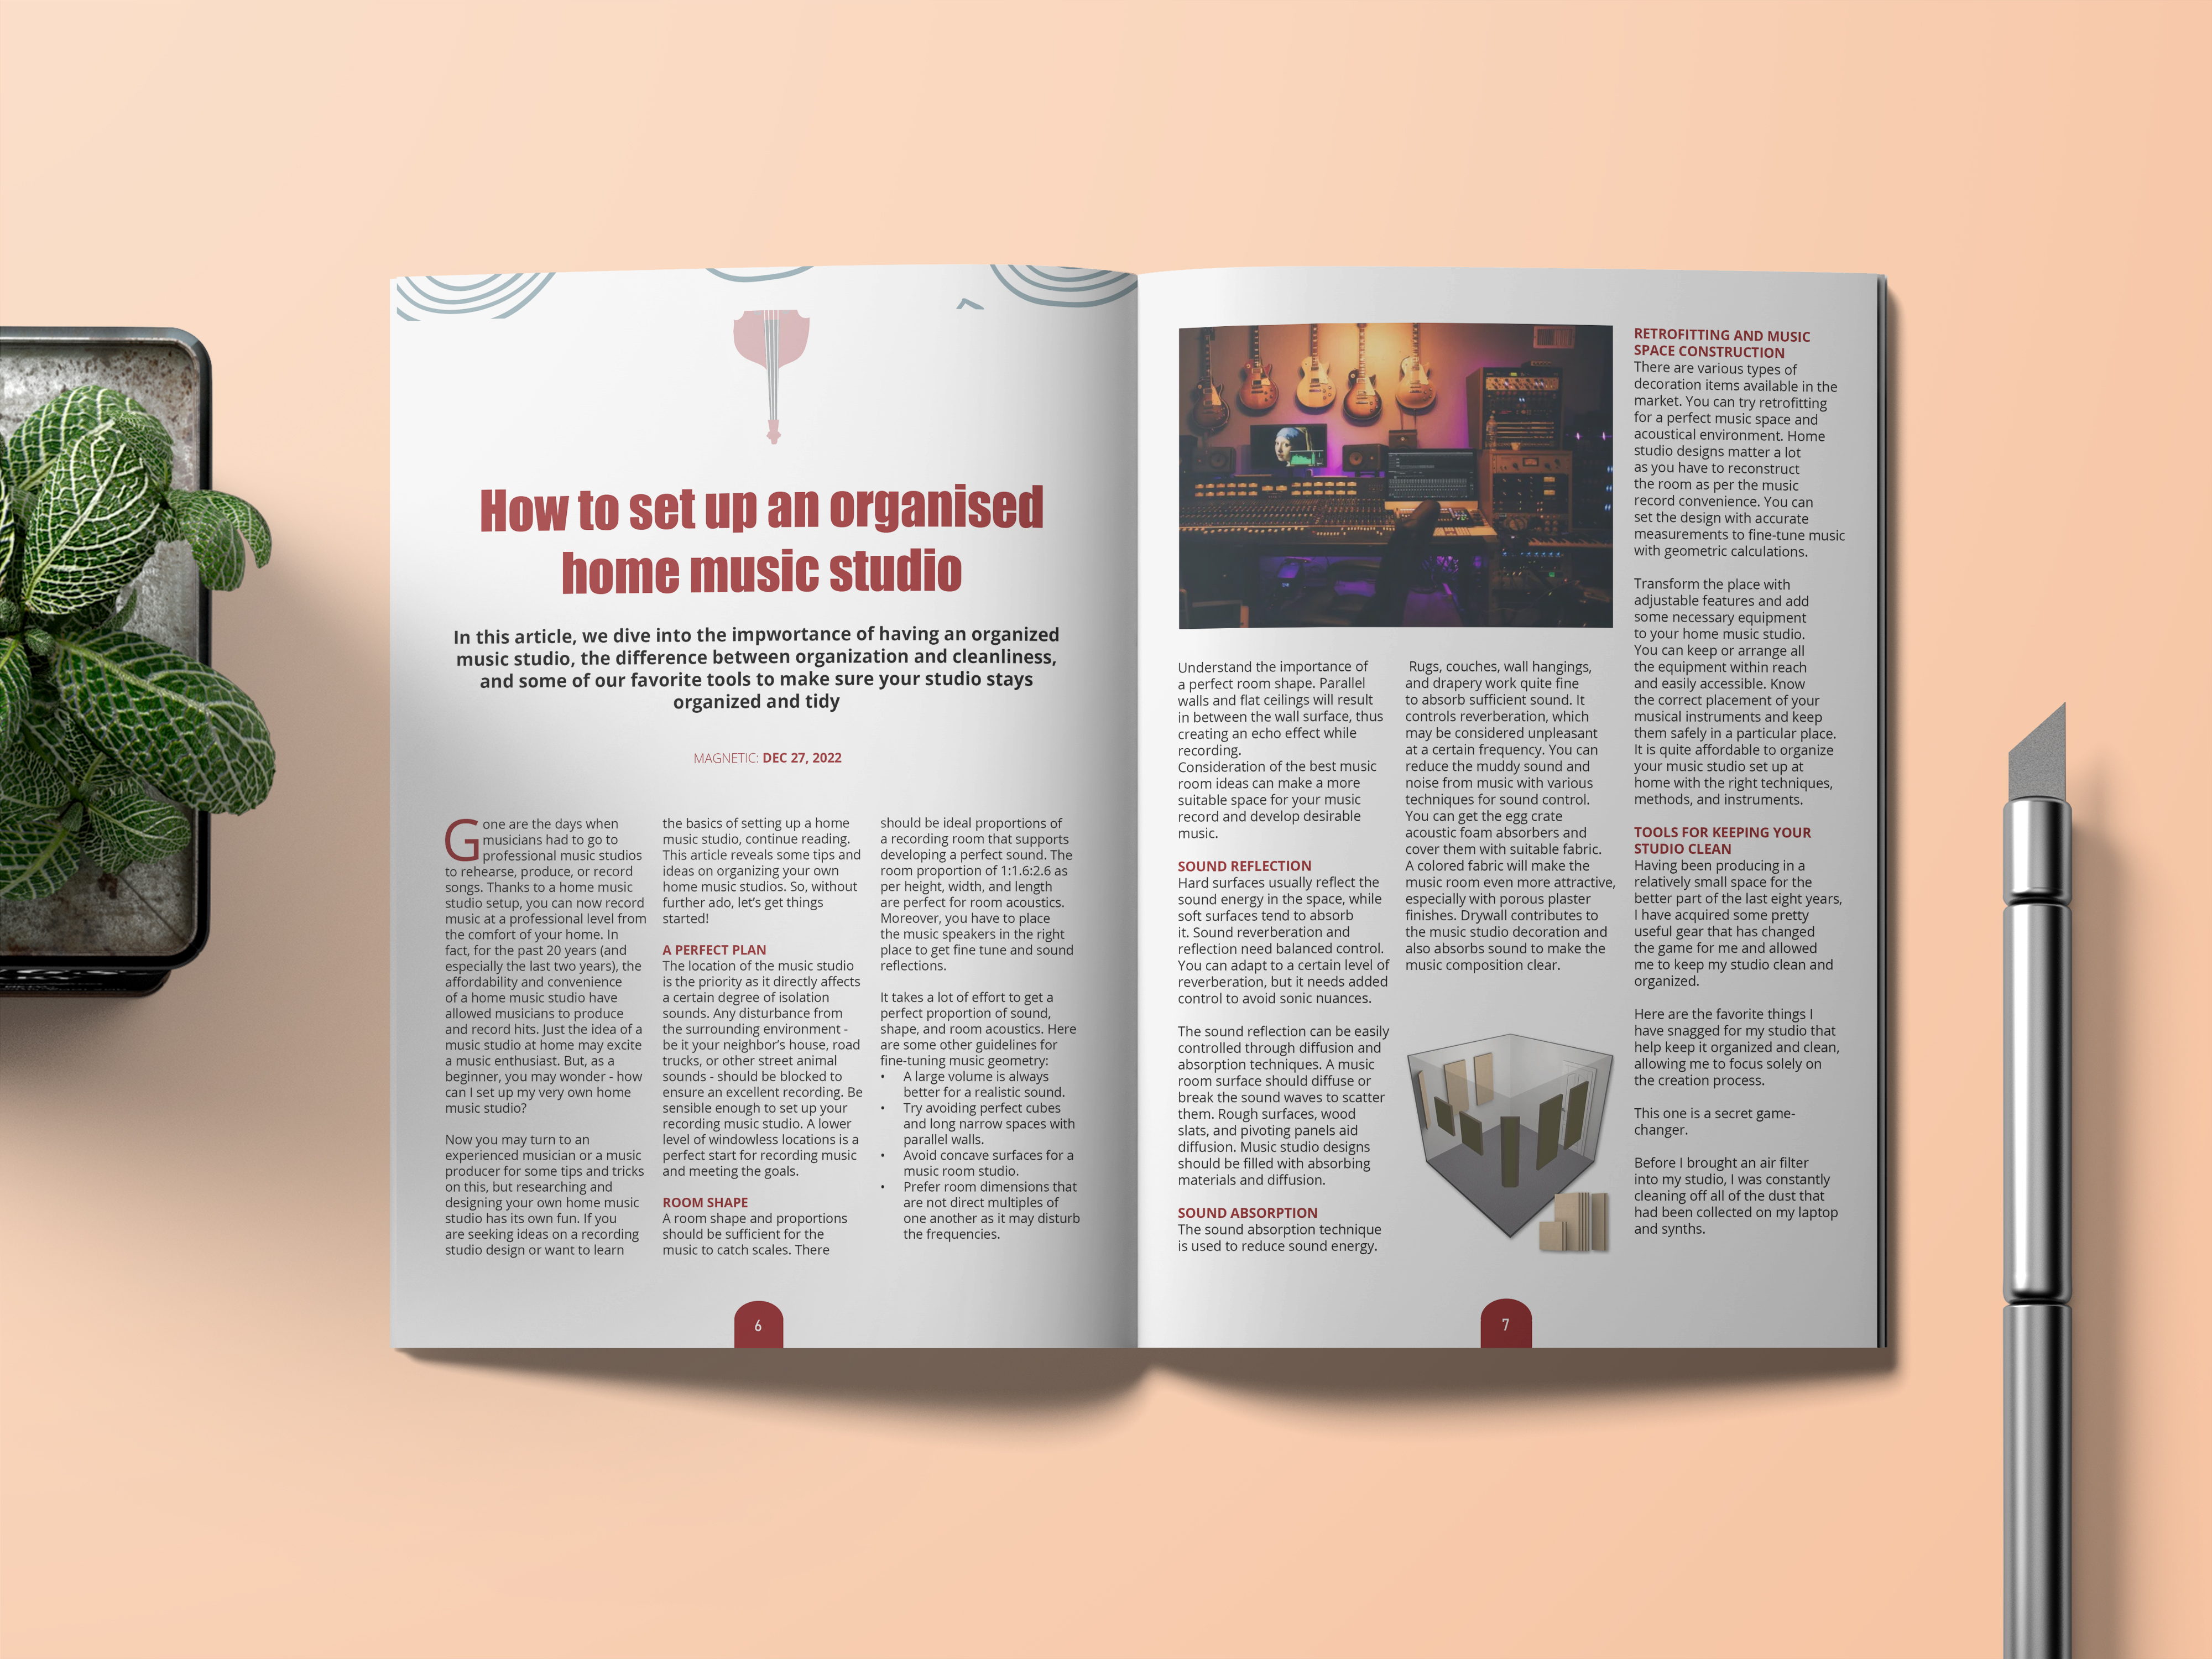 How to set up an organised
home music studio
In this article, we dive into the impwortance of having an organized
music studio, the difference between organization and cleanliness,
and some of our favorite tools to make sure your studio stays
organized and tidy
MAGNETIC: DEC 27, 2022
Gone are the days when
musicians had to go to
professional music studios
to rehearse, produce, or record
songs. Thanks to a home music
studio setup, you can now record
music at a professional level from
the comfort of your home. In
fact, for the past 20 years (and
especially the last two years), the
affordability and convenience
of a home music studio have
allowed musicians to produce
and record hits. Just the idea of a
music studio at home may excite
a music enthusiast. But, as a
beginner, you may wonder - how
can I set up my very own home
music studio?
Now you may turn to an
experienced musician or a music
producer for some tips and tricks
on this, but researching and
designing your own home music
studio has its own fun. If you
are seeking ideas on a recording
studio design or want to learn
the basics of setting up a home
music studio, continue reading.
This article reveals some tips and
ideas on organizing your own
home music studios. So, without
further ado, let's get things
started!
A PERFECT PLAN
The location of the music studio
is the priority as it directly affects
a certain degree of isolation
sounds. Any disturbance from
the surrounding environment -
be it your neighbor's house, road
trucks, or other street animal
sounds - should be blocked to
ensure an excellent recording. Be
sensible enough to set up your
recording music studio. A lower
level of windowless locations is a
perfect start for recording music
and meeting the goals.
ROOM SHAPE
A room shape and proportions
should be sufficient for the
music to catch scales. There
should be ideal proportions of
a recording room that supports
developing a perfect sound. The
room proportion of 1:1.6:2.6 as
per height, width, and length
are perfect for room acoustics.
Moreover, you have to place
the music speakers in the right
place to get fine tune and sound
reflections.
It takes a lot of effort to get a
perfect proportion of sound,
shape, and room acoustics. Here
are some other guidelines for
fine-tuning music geometry:
• A large volume is always
better for a realistic sound.
• Try avoiding perfect cubes
and long narrow spaces with
parallel walls.
• Avoid concave surfaces for a
music room studio.
• Prefer room dimensions that
are not direct multiples of
one another as it may disturb
the frequencies.
6
Understand the importance of
a perfect room shape. Parallel
walls and flat ceilings will result
in between the wall surface, thus
creating an echo effect while
recording.
Consideration of the best music
room ideas can make a more
suitable space for your music
record and develop desirable
music.
SOUND REFLECTION
Hard surfaces usually reflect the
sound energy in the space, while
soft surfaces tend to absorb
it. Sound reverberation and
reflection need balanced control.
You can adapt to a certain level of
reverberation, but it needs added
control to avoid sonic nuances.
The sound reflection can be easily
controlled through diffusion and
absorption techniques. A music
room surface should diffuse or
break the sound waves to scatter
them. Rough surfaces, wood
slats, and pivoting panels aid
diffusion. Music studio designs
should be filled with absorbing
materials and diffusion.
SOUND ABSORPTION
The sound absorption technique
is used to reduce sound energy.
Rugs, couches, wall hangings,
and drapery work quite fine
to absorb sufficient sound. It
controls reverberation, which
may be considered unpleasant
at a certain frequency. You can
reduce the muddy sound and
noise from music with various
techniques for sound control.
You can get the egg crate
acoustic foam absorbers and
cover them with suitable fabric.
A colored fabric will make the
music room even more attractive,
especially with porous plaster
finishes. Drywall contributes to
the music studio decoration and
also absorbs sound to make the
music composition clear.
RETROFITTING AND MUSIC
SPACE CONSTRUCTION
There are various types of
decoration items available in the
market. You can try retrofitting
for a perfect music space and
acoustical environment. Home
studio designs matter a lot
as you have to reconstruct
the room as per the music
record convenience. You can
set the design with accurate
measurements to fine-tune music
with geometric calculations.
Transform the place with
adjustable features and add
some necessary equipment
to your home music studio.
You can keep or arrange all
the equipment within reach
and easily accessible. Know
the correct placement of your
musical instruments and keep
them safely in a particular place.
It is quite affordable to organize
your music studio set up at
home with the right techniques,
methods, and instruments.
TOOLS FOR KEEPING YOUR
STUDIO CLEAN
Having been producing in a
relatively small space for the
better part of the last eight years,
I have acquired some pretty
useful gear that has changed
the game for me and allowed
me to keep my studio clean and
organized.
Here are the favorite things I
have snagged for my studio that
help keep it organized and clean,
allowing me to focus solely on
the creation process.
This one is a secret game-
changer.
Before I brought an air filter
into my studio, I was constantly
cleaning off all of the dust that
had been collected on my laptop
and synths.
7